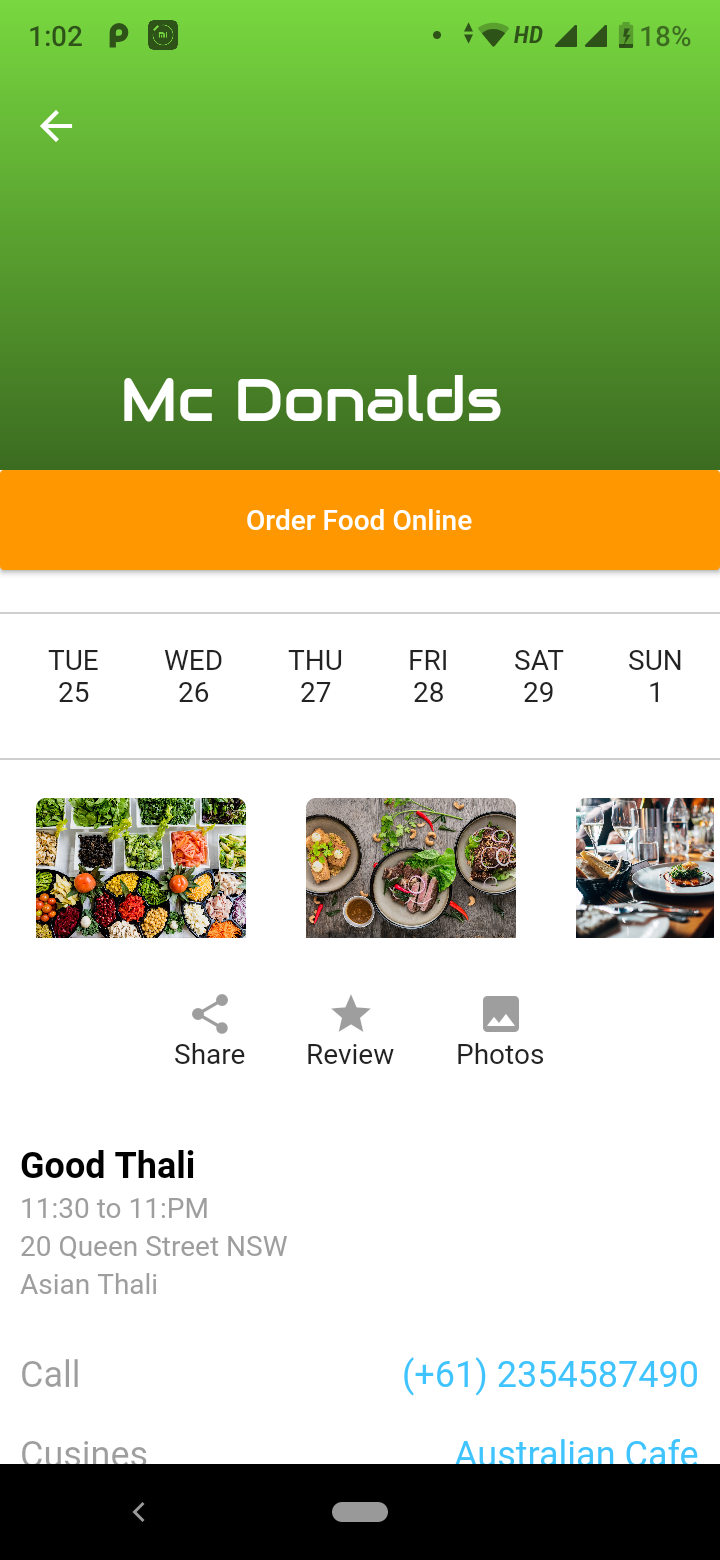 1:02
HD
18%
Mc Donalds
Order Food Online
TUE WED THU FRI SAT SUN
25 26 27 28 29 1
Share Review Photos
Good Thali
11:30 to 11:PM
20 Queen Street NSW
Asian Thali
Call (+61) 2354587490
Cusines Australian Cafe